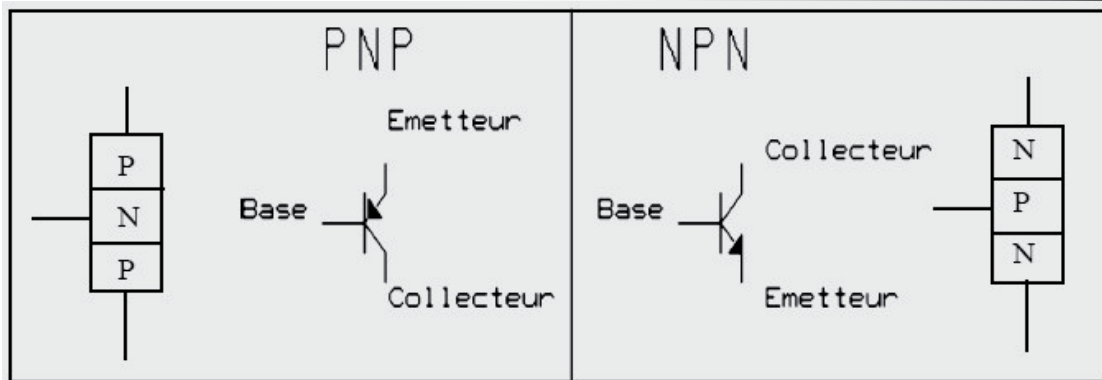 PNP
NPN
Emetteur
P
N
P
Base
Collecteur
Collecteur
Base
Emetteur
N
P
N